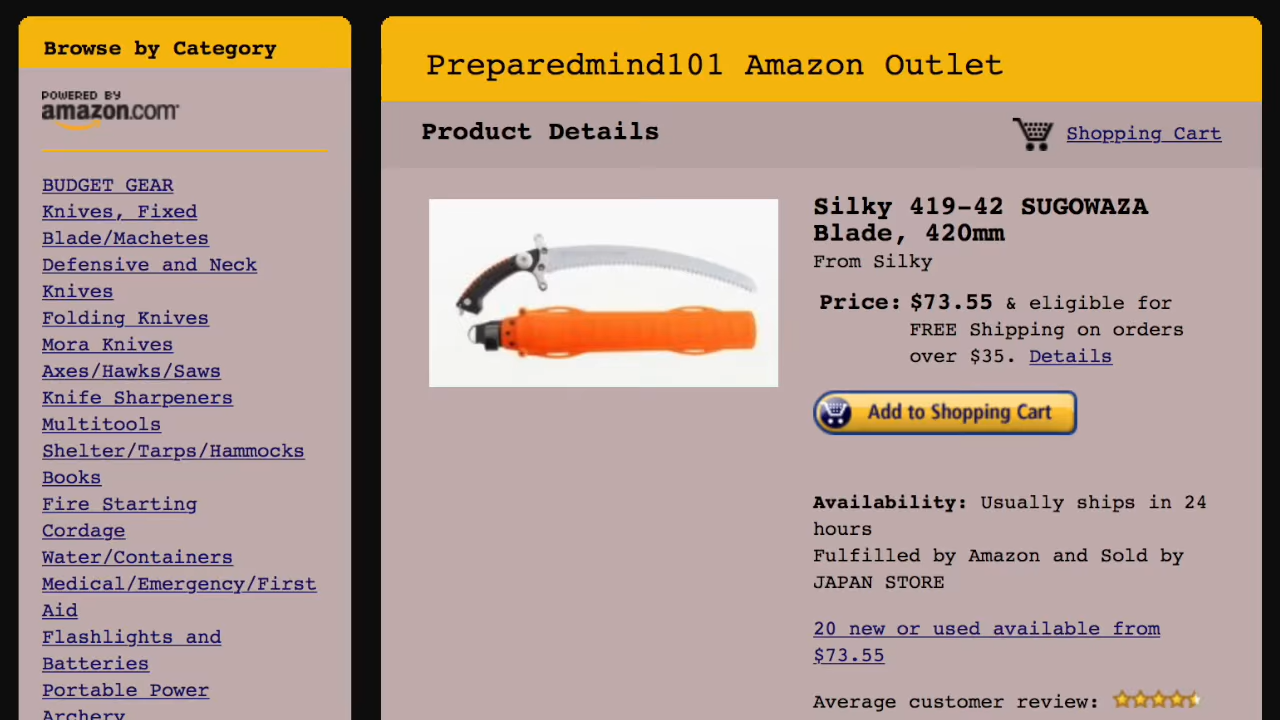 Browse by Category
POWERED BY
amazon.com
BUDGET GEAR
Knives, Fixed
Blade/Machetes
Defensive and Neck
Knives
Folding Knives
Mora Knives
Axes/Hawks/Saws
Knife Sharpeners
Multitools
Shelter/Tarps/Hammocks
Books
Fire Starting
Cordage
Water/Containers
Medical/Emergency/First
Aid
Flashlights and
Batteries
Portable Power
Archery
Preparedmind101 Amazon Outlet
Product Details
Shopping Cart
Silky 419-42 SUGOWAZA
Blade, 420mm
From Silky
Price: $73.55 & eligible for
FREE Shipping on orders
over $35. Details
Add to Shopping Cart
Availability: Usually ships in 24
hours
Fulfilled by Amazon and Sold by
JAPAN STORE
20 new or used available from
$73.55
Average customer review: